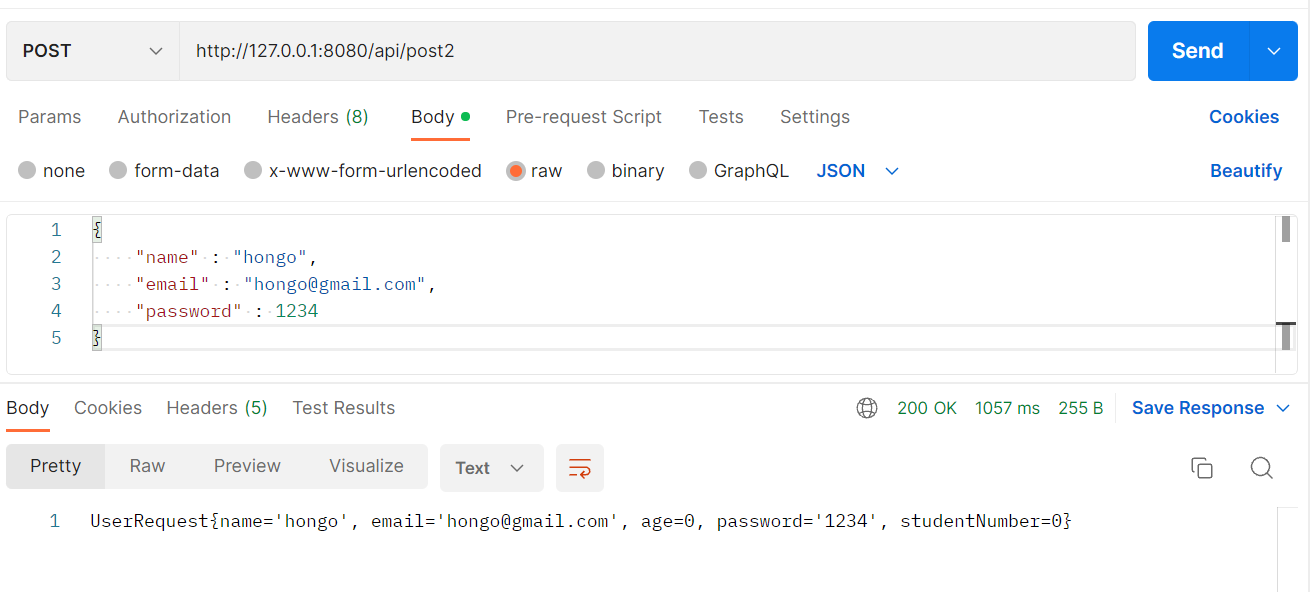 POST http://127.0.0.1:8080/api/post2 Send
Params Authorization Headers (8) Body Pre-request Script Tests Settings Cookies
none form-data x-www-form-urlencoded raw binary GraphQL JSON Beautify
1 {
2 "name" : "hongo",
3 "email" : "hongo@gmail.com",
4 "password" : 1234
5 }
Body Cookies Headers (5) Test Results 200 OK 1057 ms 255 B Save Response
Pretty Raw Preview Visualize Text
1 UserRequest{name='hongo', email='hongo@gmail.com', age=0, password='1234', studentNumber=0}